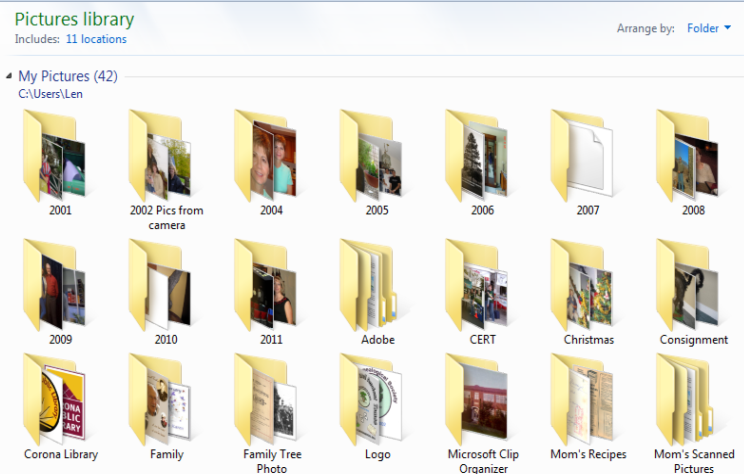 Pictures library
Includes: 11 locations
Arrange by: Folder
My Pictures (42)
C:\Users\Len
2001
2002 Pics from
camera
2004
2005
2006
2007
2008
2009
2010
2011
Adobe
CERT
Christmas
Consignment
Corona Library
Family
Family Tree
Photo
Logo
Microsoft Clip
Organizer
Mom's Recipes
Mom's Scanned
Pictures